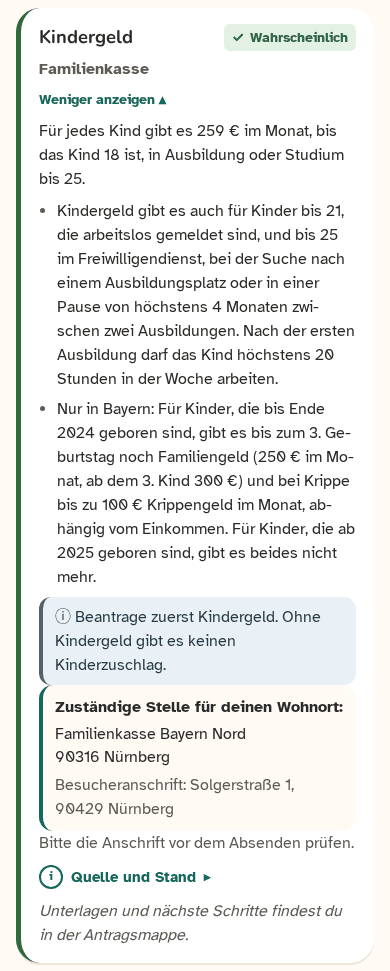 Kindergeld
✓ Wahrscheinlich
Familienkasse
Weniger anzeigen ▴
Für jedes Kind gibt es 259 € im Monat, bis
das Kind 18 ist, in Ausbildung oder Studium
bis 25.
• Kindergeld gibt es auch für Kinder bis 21,
die arbeitslos gemeldet sind, und bis 25
im Freiwilligendienst, bei der Suche nach
einem Ausbildungsplatz oder in einer
Pause von höchstens 4 Monaten zwi-
schen zwei Ausbildungen. Nach der ersten
Ausbildung darf das Kind höchstens 20
Stunden in der Woche arbeiten.
• Nur in Bayern: Für Kinder, die bis Ende
2024 geboren sind, gibt es bis zum 3. Ge-
burtstag noch Familiengeld (250 € im Mo-
nat, ab dem 3. Kind 300 €) und bei Krippe
bis zu 100 € Krippengeld im Monat, ab-
hängig vom Einkommen. Für Kinder, die ab
2025 geboren sind, gibt es beides nicht
mehr.
ⓘ Beantrage zuerst Kindergeld. Ohne
Kindergeld gibt es keinen
Kinderzuschlag.
Zuständige Stelle für deinen Wohnort:
Familienkasse Bayern Nord
90316 Nürnberg
Besucheranschrift: Solgerstraße 1,
90429 Nürnberg
Bitte die Anschrift vor dem Absenden prüfen.
i Quelle und Stand ▸
Unterlagen und nächste Schritte findest du
in der Antragsmappe.